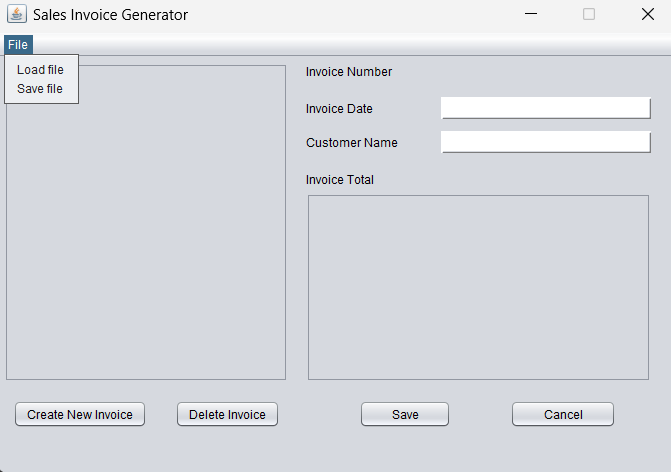 Sales Invoice Generator
File
Load file
Save file
Invoice Number
Invoice Date
Customer Name
Invoice Total
Create New Invoice
Delete Invoice
Save
Cancel